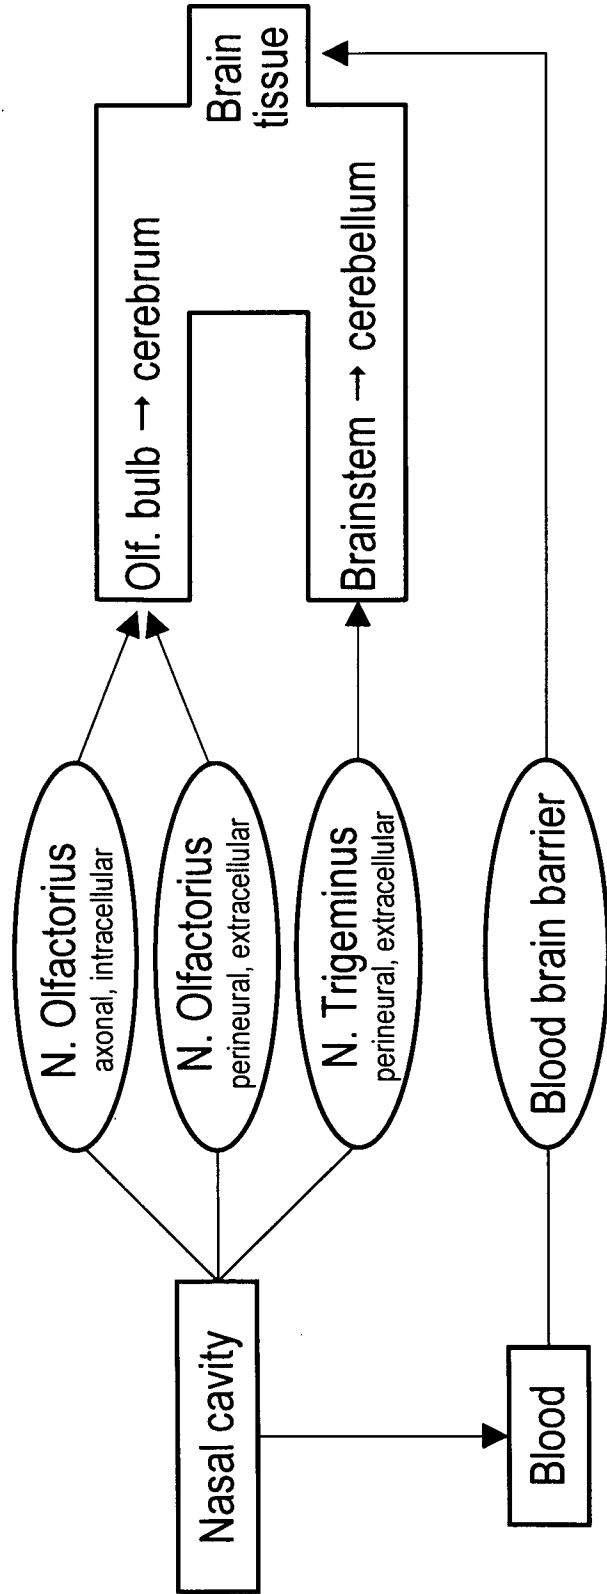 Nasal cavity
N. Olfactorius
axonal, intracellular
N. Olfactorius
perineural, extracellular
N. Trigeminus
perineural, extracellular
Olf. bulb → cerebrum
Brainstem → cerebellum
Brain
tissue
Blood
Blood brain barrier